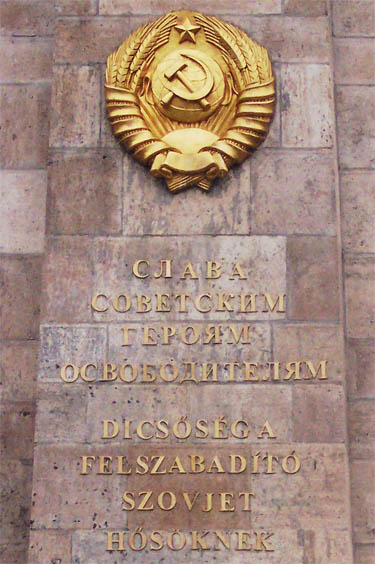 СЛАВА
СОВЕТСКИМ
ГЕРОЯМ
ОСВОБОДИТЕЛЯМ
DICSŐSÉG A
FELSZABADÍTÓ
SZOVJET
HŐSÖKNEK